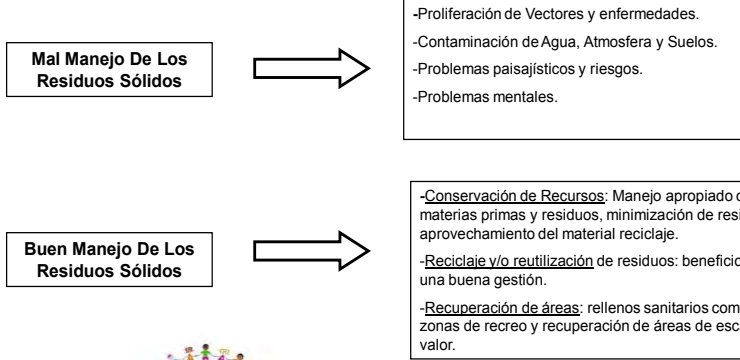 -Proliferación de Vectores y enfermedades.
-Contaminación de Agua, Atmosfera y Suelos.
-Problemas paisajísticos y riesgos.
-Problemas mentales.
Mal Manejo De Los
Residuos Sólidos
-Conservación de Recursos: Manejo apropiado
materias primas y residuos, minimización de
aprovechamiento del material reciclaje.
-Reciclaje y/o reutilización de residuos:
una buena gestión.
-Recuperación de áreas: rellenos sanitarios
zonas de recreo y recuperación de áreas de
valor.
Buen Manejo De Los
Residuos Sólidos